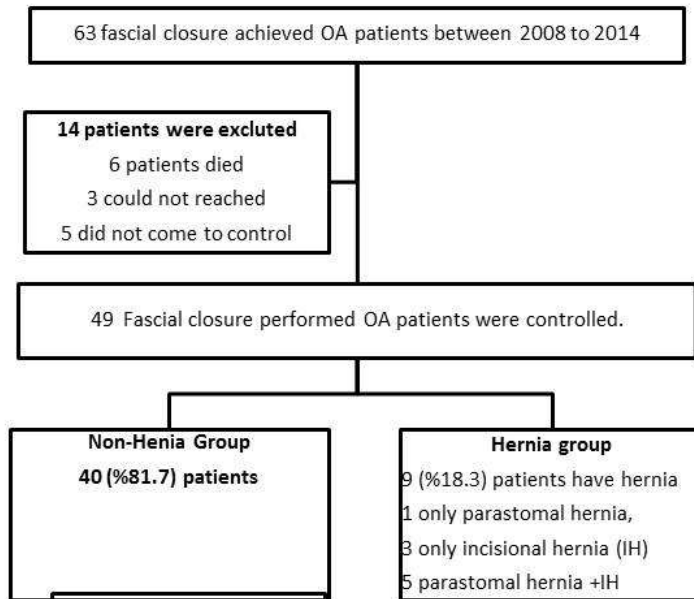 63 fascial closure achieved OA patients between 2008 to 2014
14 patients were excluted
6 patients died
3 could not reached
5 did not come to control
49 Fascial closure performed OA patients were controlled.
Non-Henia Group
40 (%81.7) patients
Hernia group
9 (%18.3) patients have hernia
1 only parastomal hernia,
3 only incisional hernia (IH)
5 parastomal hernia +IH